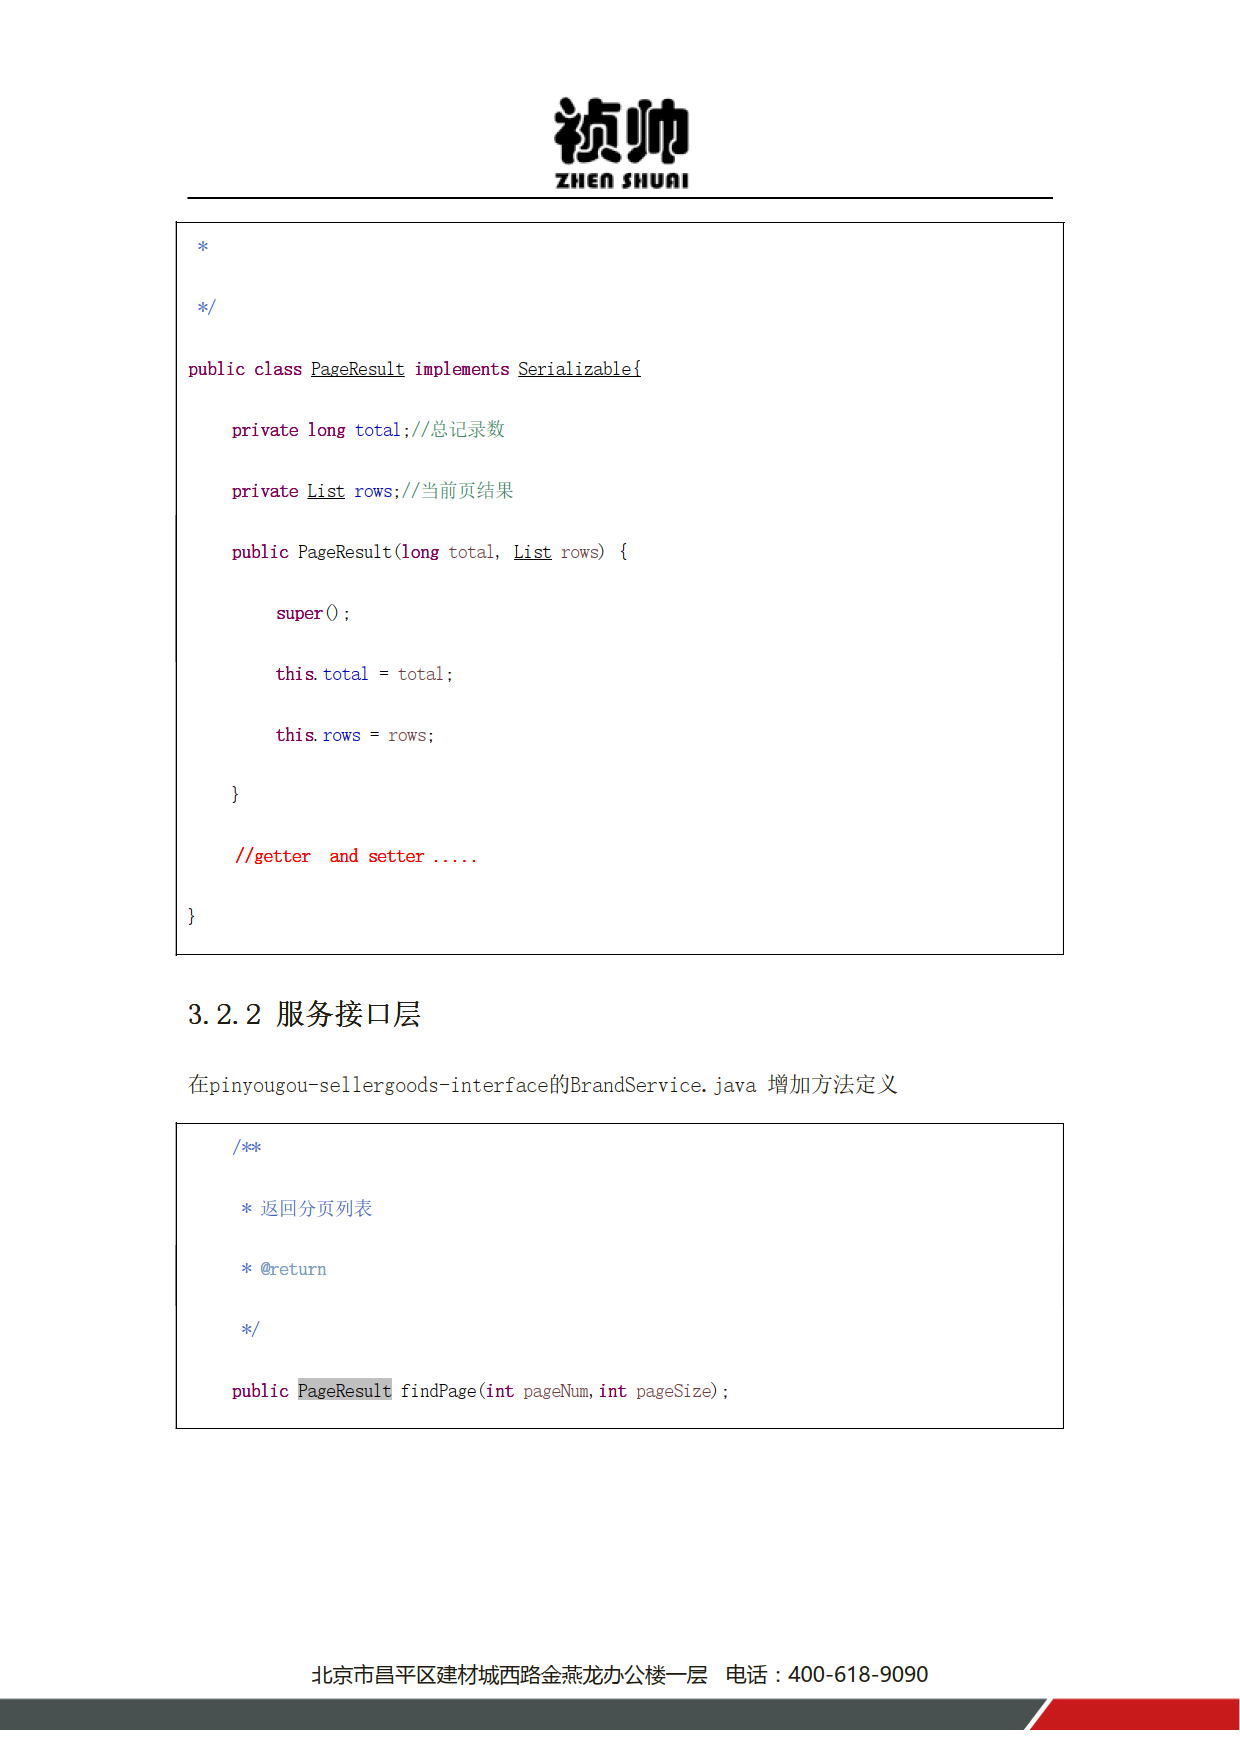 祯帅
ZHEN SHUAI
*
*/
public class PageResult implements Serializable{
private long total;//总记录数
private List rows;//当前页结果
public PageResult(long total, List rows) {
super();
this.total = total;
this.rows = rows;
}
//getter  and setter .....
}
3.2.2 服务接口层
在pinyougou-sellergoods-interface的BrandService.java 增加方法定义
/**
* 返回分页列表
* @return
*/
public PageResult findPage(int pageNum,int pageSize);
北京市昌平区建材城西路金燕龙办公楼一层   电话：400-618-9090